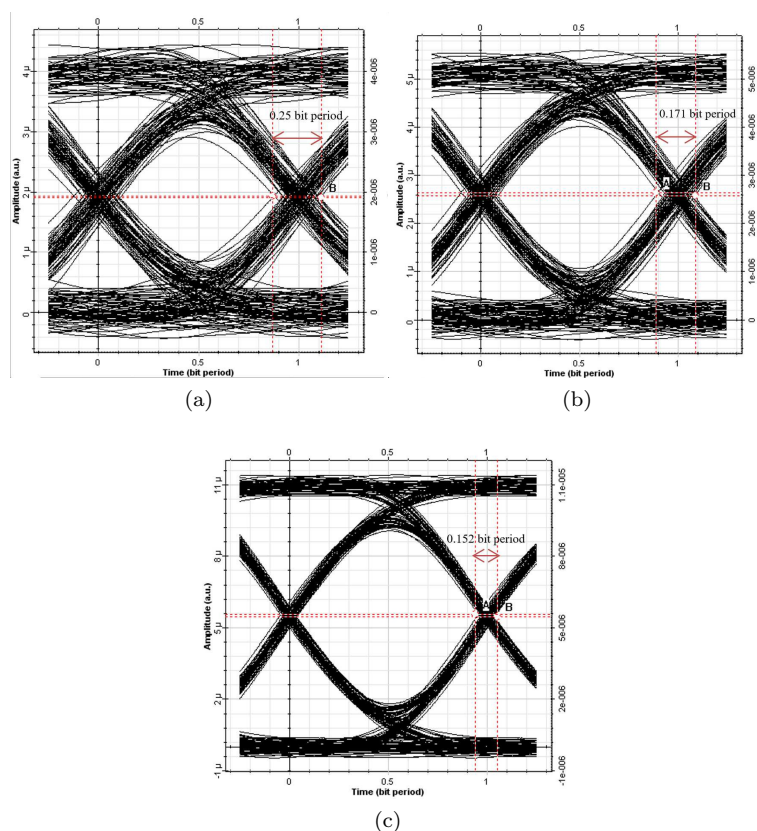 0 0.5 1
Amplitude (a.u.)
4 µ
3 µ
2 µ
1 µ
0
4e-006
3e-006
2e-006
1e-006
0
0.25 bit period
B
0 0.5 1
Time (bit period)
(a)
0 0.5 1
Amplitude (a.u.)
5 µ
4 µ
3 µ
2 µ
1 µ
0
5e-006
4e-006
3e-006
2e-006
1e-006
0
0.171 bit period
A B
0 0.5 1
Time (bit period)
(b)
0 0.5 1
Amplitude (a.u.)
11 µ
8 µ
5 µ
2 µ
-1 µ
1.1e-005
8e-006
5e-006
2e-006
-1e-006
0.152 bit period
A B
0 0.5 1
Time (bit period)
(c)